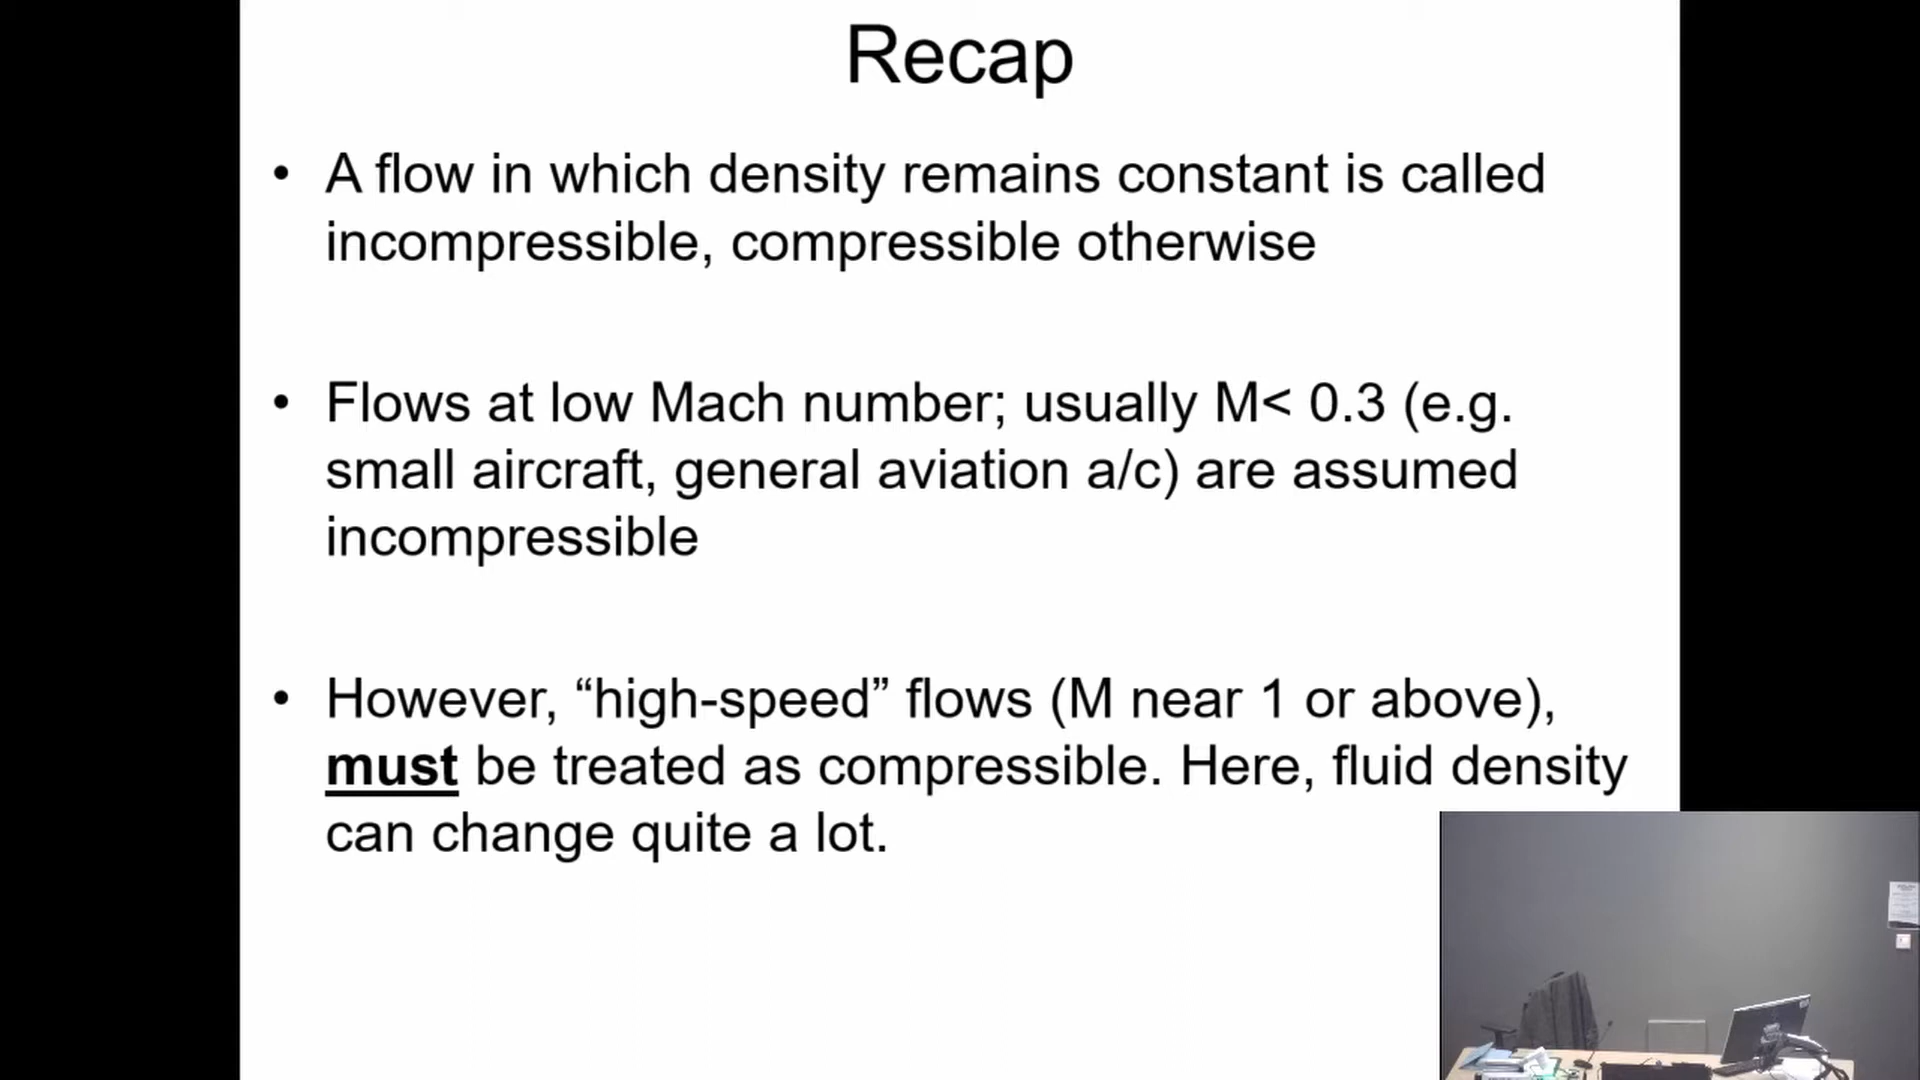 Recap
• A flow in which density remains constant is called
incompressible, compressible otherwise
• Flows at low Mach number; usually M< 0.3 (e.g.
small aircraft, general aviation a/c) are assumed
incompressible
• However, “high-speed” flows (M near 1 or above),
must be treated as compressible. Here, fluid density
can change quite a lot.